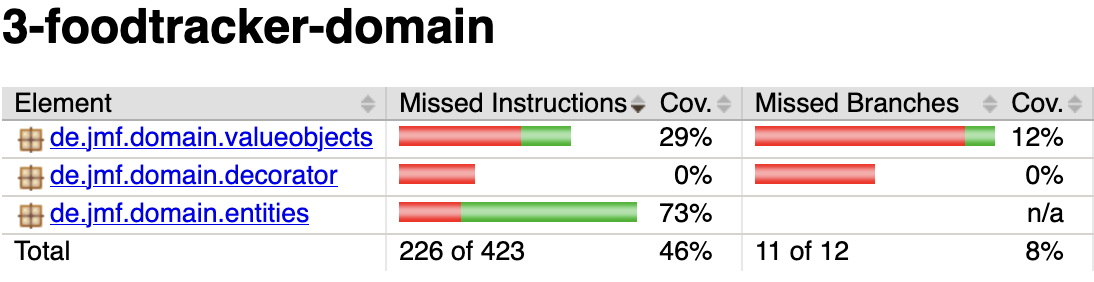 3-foodtracker-domain
Element Missed Instructions Cov. Missed Branches Cov.
de.jmf.domain.valueobjects 29% 12%
de.jmf.domain.decorator 0% 0%
de.jmf.domain.entities 73% n/a
Total 226 of 423 46% 11 of 12 8%